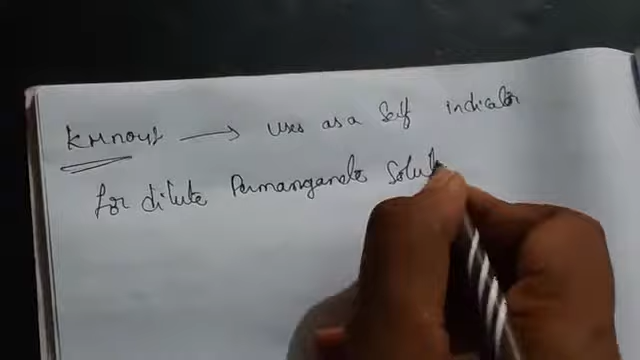 KMnO4 → Uses as a Self indicator
for dilute Permanganate Solut